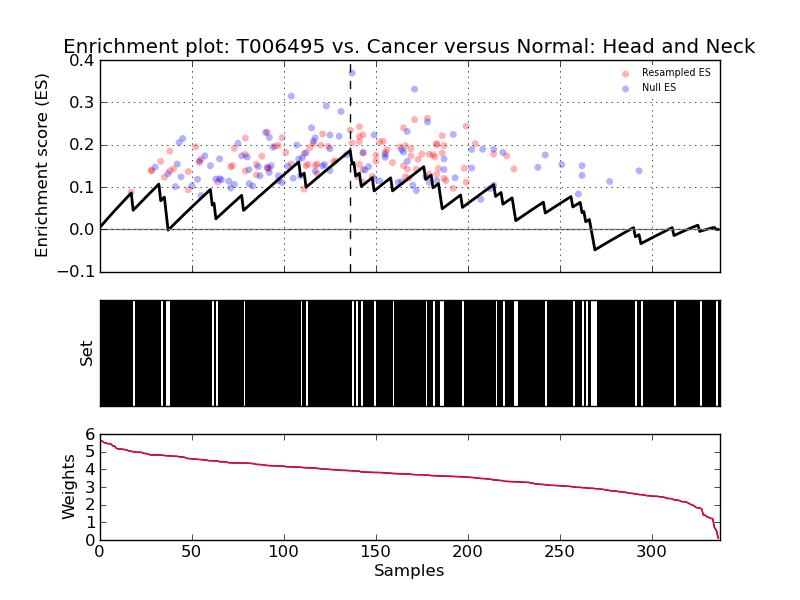 Enrichment plot: T006495 vs. Cancer versus Normal: Head and Neck
Enrichment score (ES)
0.4
0.3
0.2
0.1
0.0
−0.1
Resampled ES
Null ES
Set
Weights
6
5
4
3
2
1
0
0 50 100 150 200 250 300
Samples